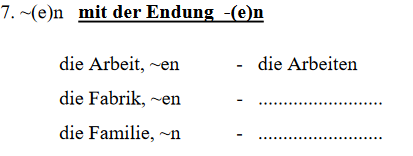 7. ~(e)n mit der Endung -(e)n
die Arbeit, ~en - die Arbeiten
die Fabrik, ~en - .........................
die Familie, ~n - .........................